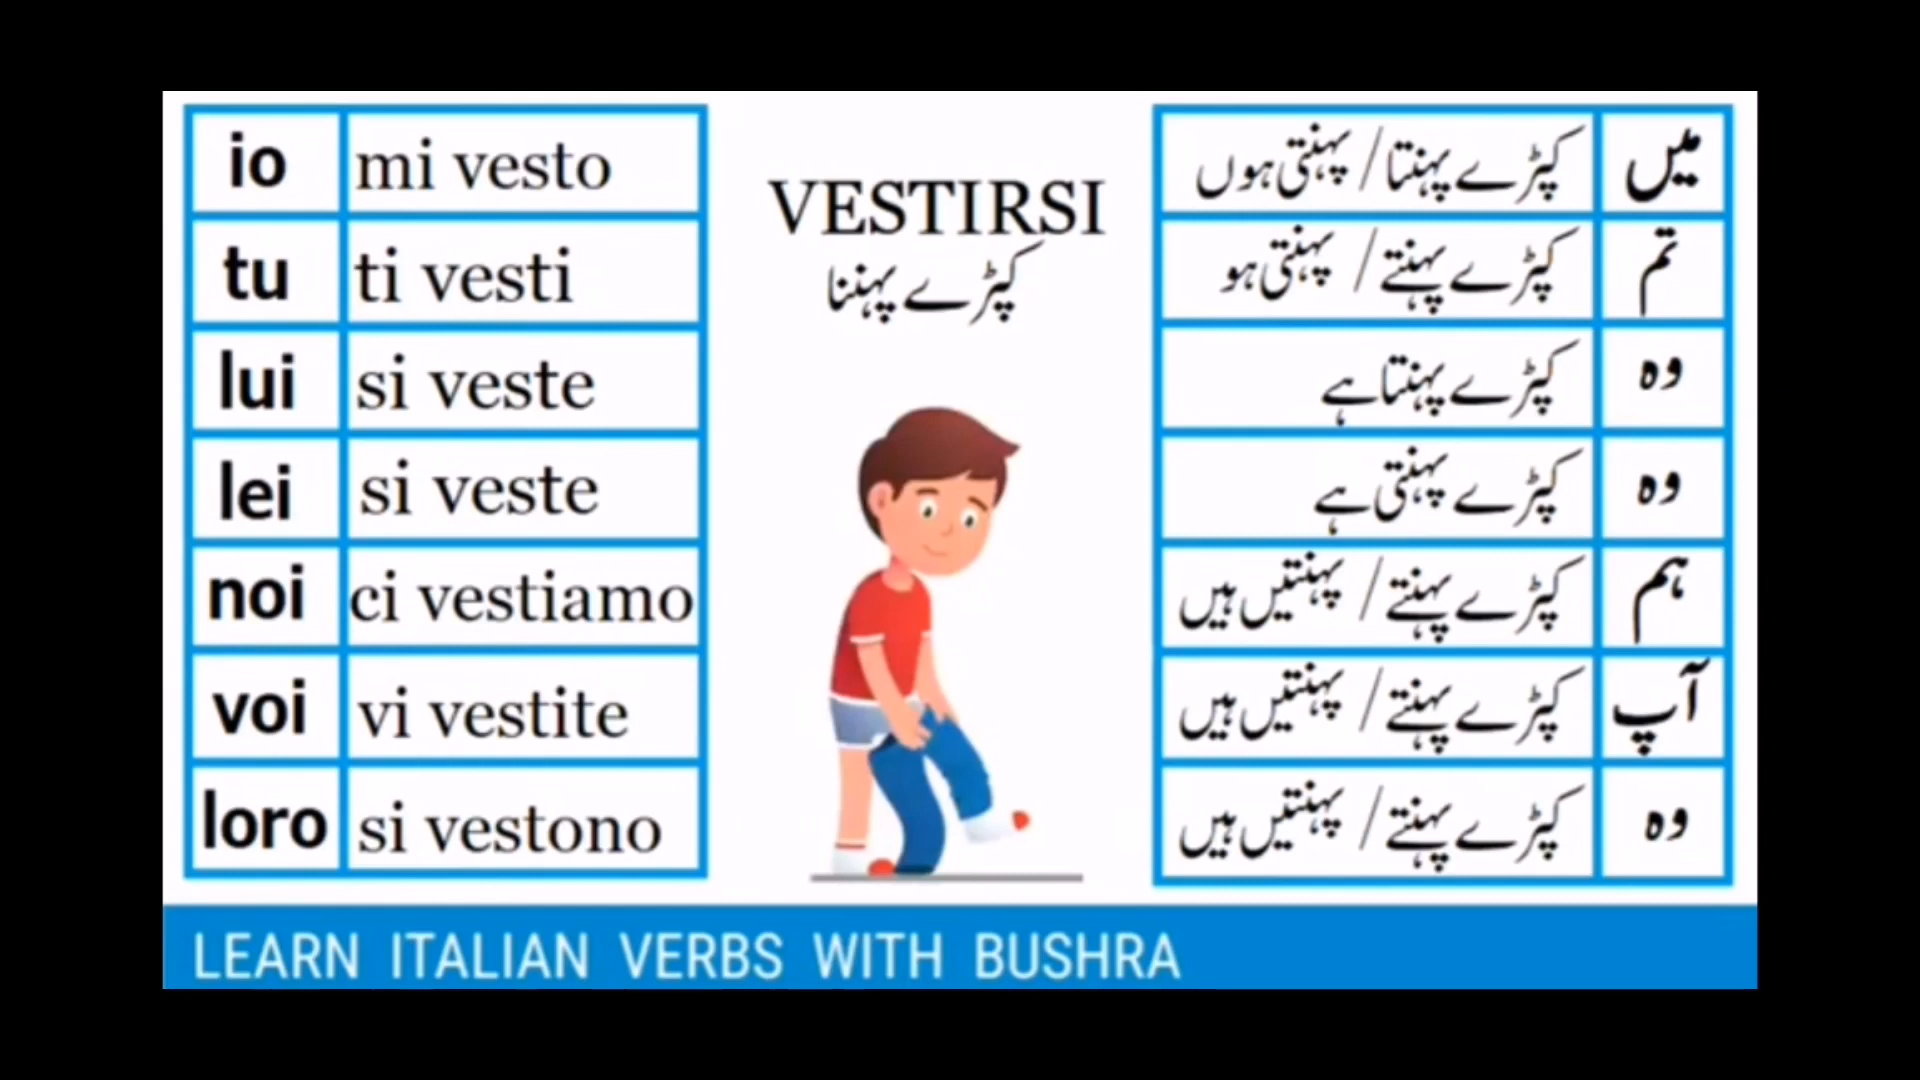 io mi vesto
tu ti vesti
lui si veste
lei si veste
noi ci vestiamo
voi vi vestite
loro si vestono
VESTIRSI
کپڑے پہننا
میں کپڑے پہنتا / پہنتی ہوں
تم کپڑے پہنتے / پہنتی ہو
وہ کپڑے پہنتا ہے
وہ کپڑے پہنتی ہے
ہم کپڑے پہنتے / پہنتیں ہیں
آپ کپڑے پہنتے / پہنتیں ہیں
وہ کپڑے پہنتے / پہنتیں ہیں
LEARN ITALIAN VERBS WITH BUSHRA